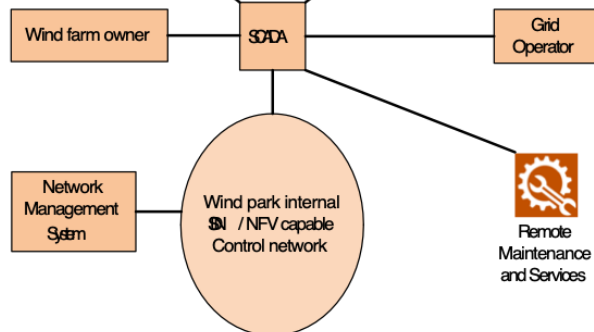 Wind farm owner
SCADA
Grid
Operator
Network
Management
System
Wind park internal
SDN / NFV capable
Control network
Remote
Maintenance
and Services